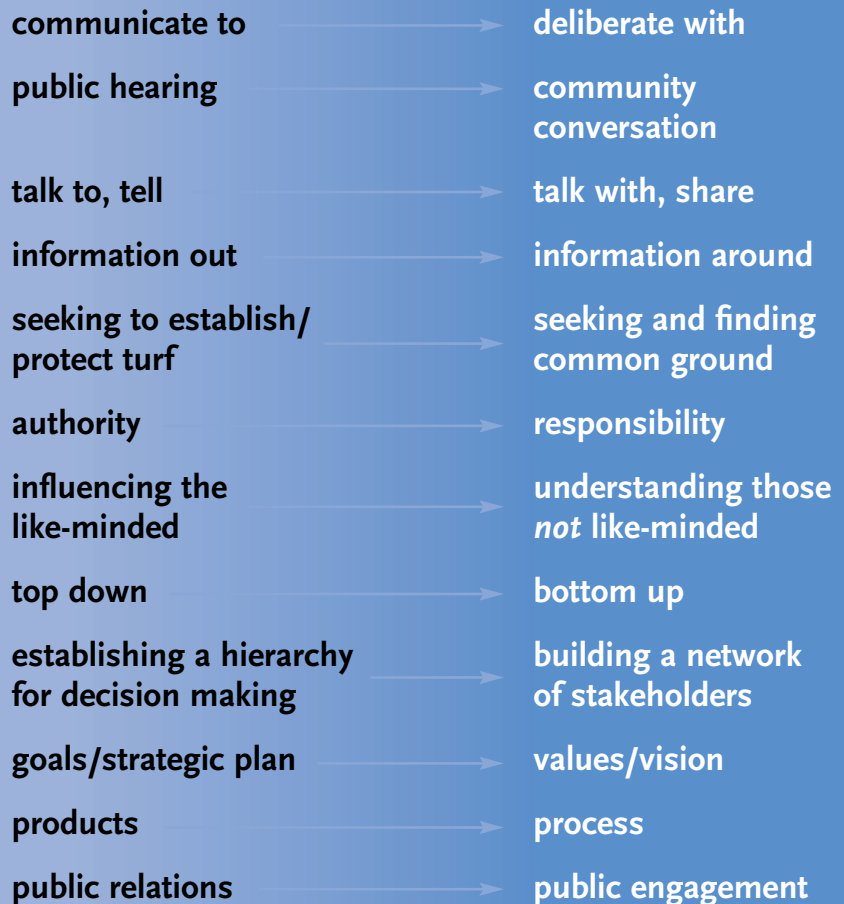 communicate to deliberate with
public hearing community
conversation
talk to, tell talk with, share
information out information around
seeking to establish/ seeking and finding
protect turf common ground
authority responsibility
influencing the understanding those
like-minded not like-minded
top down bottom up
establishing a hierarchy building a network
for decision making of stakeholders
goals/strategic plan values/vision
products process
public relations public engagement